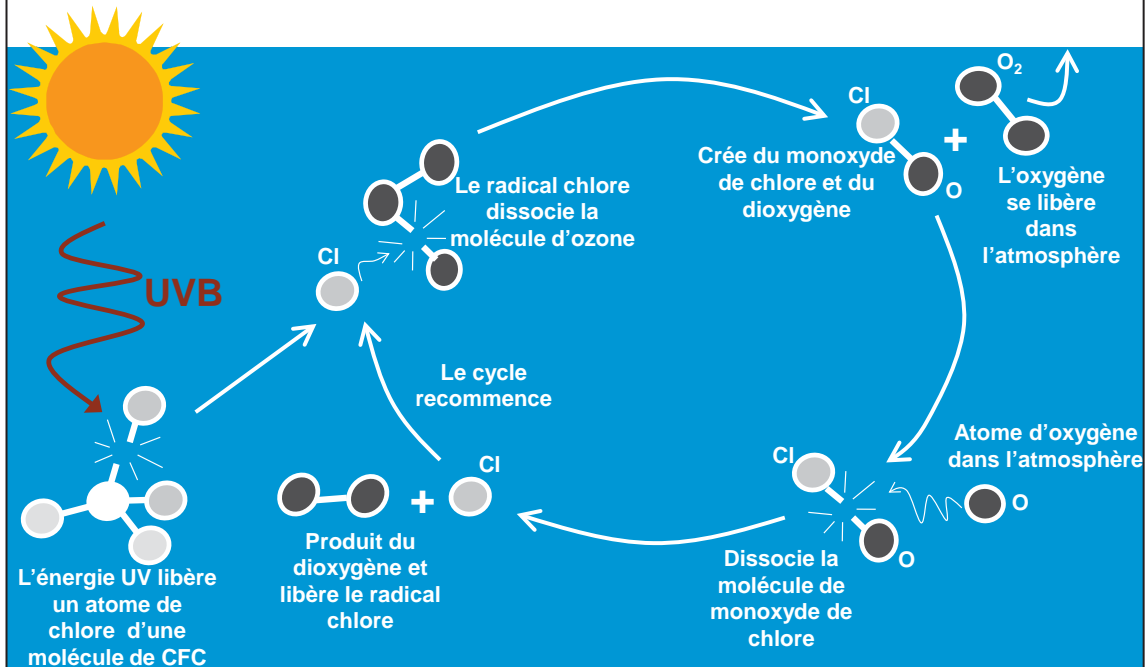 UVB
L'énergie UV libère
un atome de
chlore d'une
molécule de CFC
Cl
Le radical chlore
dissocie la
molécule d'ozone
Cl
O
Crée du monoxyde
de chlore et du
dioxygène
+
O₂
L'oxygène
se libère
dans
l'atmosphère
Atome d'oxygène
dans l'atmosphère
O
Cl
O
Dissocie la
molécule de
monoxyde de
chlore
+
Cl
Produit du
dioxygène et
libère le radical
chlore
Le cycle
recommence